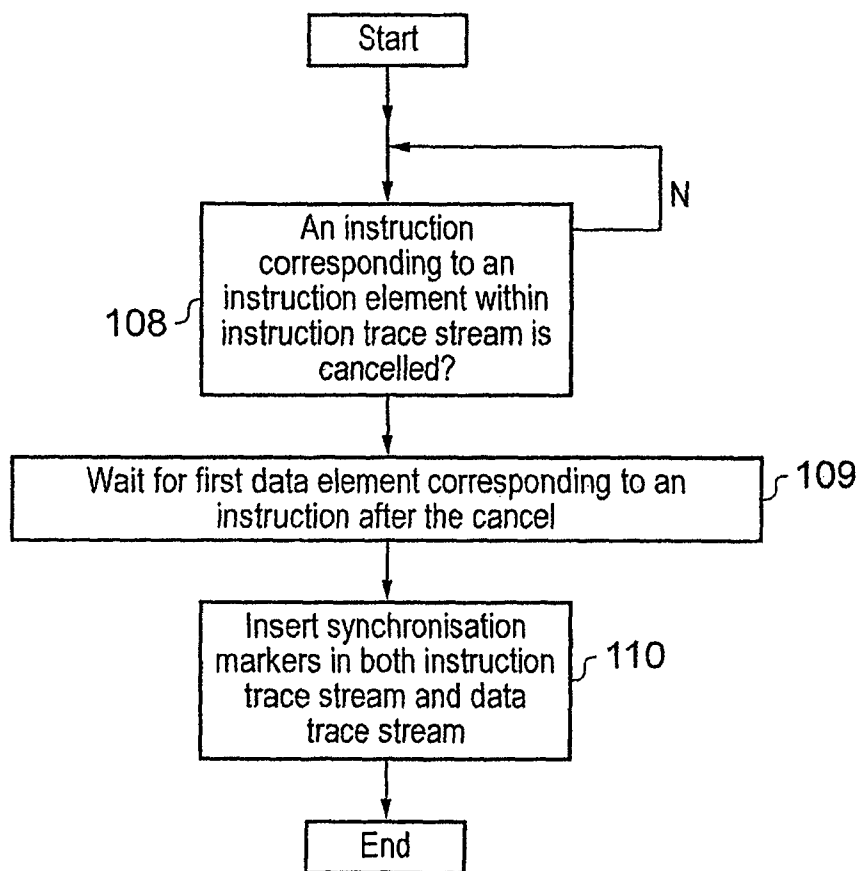 Start
N
An instruction
corresponding to an
instruction element within
instruction trace stream is
cancelled?
108
Wait for first data element corresponding to an
instruction after the cancel
109
Insert synchronisation
markers in both instruction
trace stream and data
trace stream
110
End